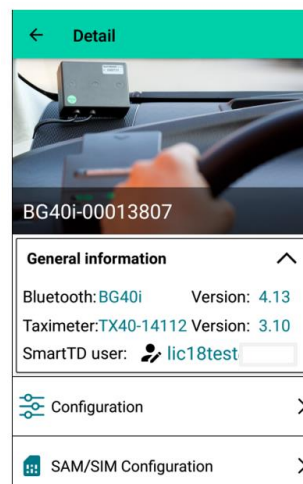 Detail
BG40i-00013807
General information
Bluetooth: BG40i Version: 4.13
Taximeter: TX40-14112 Version: 3.10
SmartTD user: lic18test
Configuration
SAM/SIM Configuration